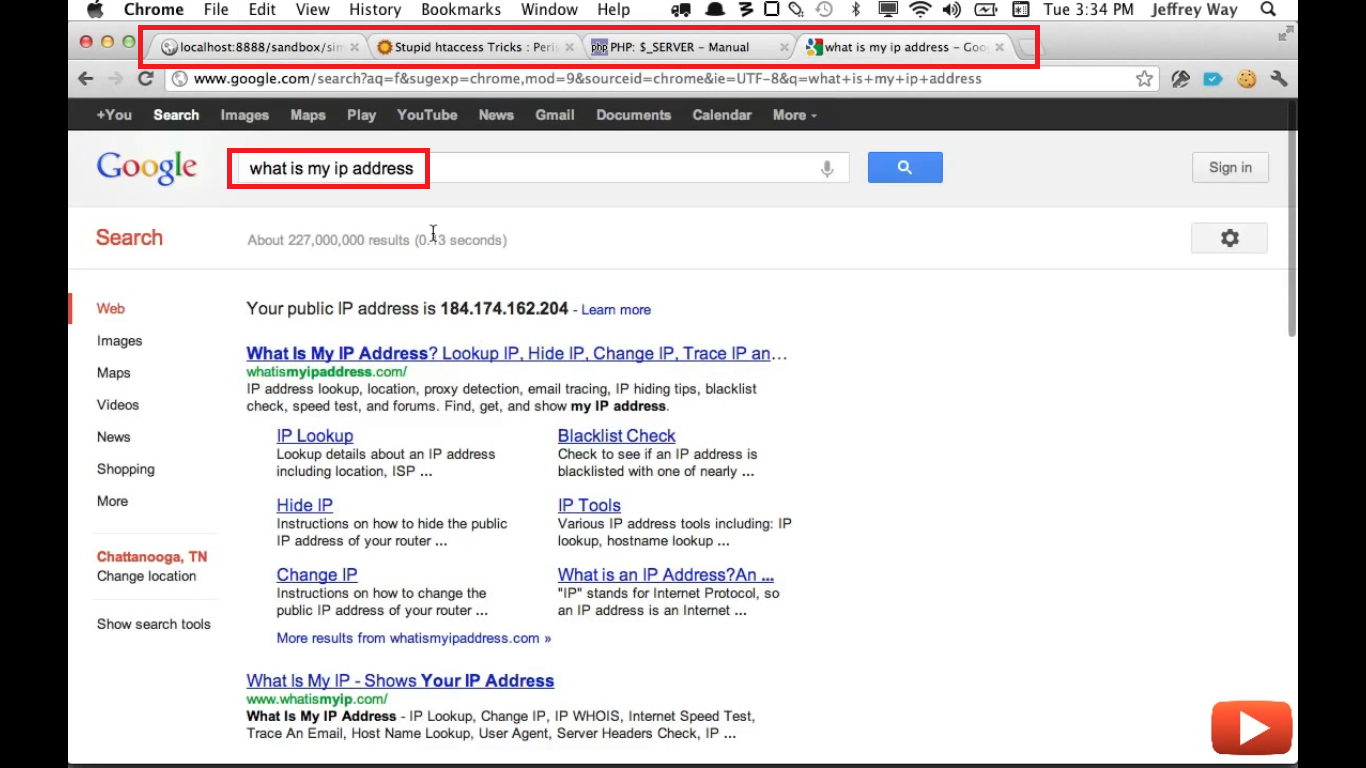 Chrome File Edit View History Bookmarks Window Help Tue 3:34 PM Jeffrey Way
localhost:8888/sandbox/sim Stupid htaccess Tricks : Peris php PHP: $_SERVER – Manual what is my ip address – Goo
www.google.com/search?aq=f&sugexp=chrome,mod=9&sourceid=chrome&ie=UTF-8&q=what+is+my+ip+address
+You Search Images Maps Play YouTube News Gmail Documents Calendar More
Google what is my ip address Sign in
Search About 227,000,000 results (0.13 seconds)
Web
Images
Maps
Videos
News
Shopping
More
Chattanooga, TN
Change location
Show search tools
Your public IP address is 184.174.162.204 - Learn more
What Is My IP Address? Lookup IP, Hide IP, Change IP, Trace IP an...
whatismyipaddress.com/
IP address lookup, location, proxy detection, email tracing, IP hiding tips, blacklist
check, speed test, and forums. Find, get, and show my IP address.
IP Lookup
Lookup details about an IP address
including location, ISP ...
Blacklist Check
Check to see if an IP address is
blacklisted with one of nearly ...
Hide IP
Instructions on how to hide the public
IP address of your router ...
IP Tools
Various IP address tools including: IP
lookup, hostname lookup ...
Change IP
Instructions on how to change the
public IP address of your router ...
What is an IP Address?An ...
"IP" stands for Internet Protocol, so
an IP address is an Internet ...
More results from whatismyipaddress.com »
What Is My IP - Shows Your IP Address
www.whatismyip.com/
What Is My IP Address - IP Lookup, Change IP, IP WHOIS, Internet Speed Test,
Trace An Email, Host Name Lookup, User Agent, Server Headers Check, IP ...